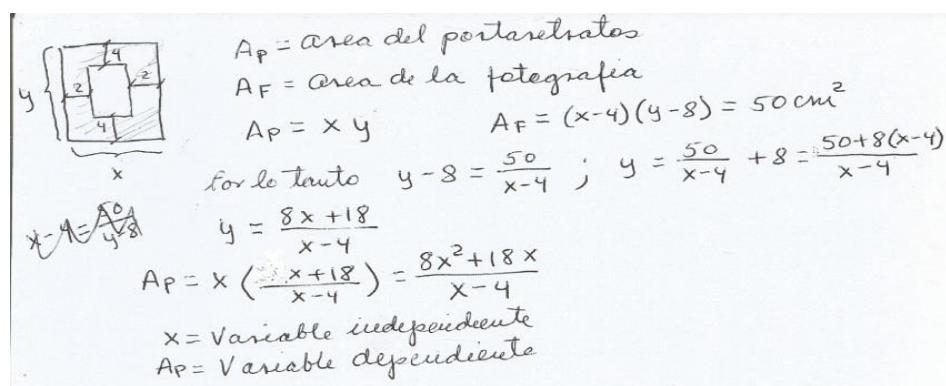 Ap = area del portaretratos
AF = area de la fotografia
Ap = x y    AF = (x-4)(y-8) = 50 cm²
Por lo tanto y-8 = 50/(x-4) ; y = 50/(x-4) + 8 = (50+8(x-4))/(x-4)
y = (8x+18)/(x-4)
Ap = x ( (x+18)/(x-4) ) = (8x²+18x)/(x-4)
x = Variable independiente
Ap = Variable dependiente
4
2 2
4
y
x